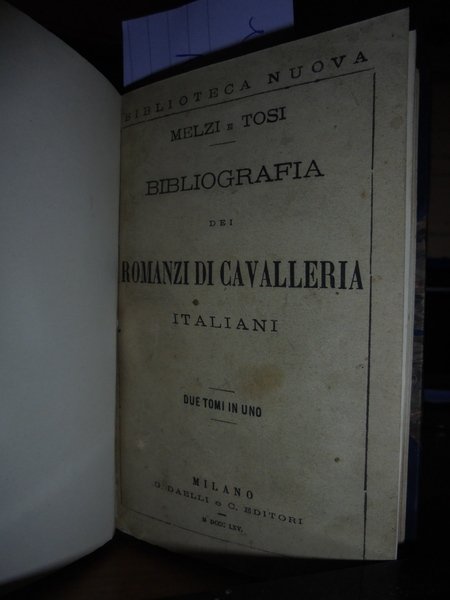 BIBLIOTECA NUOVA
MELZI E TOSI
BIBLIOGRAFIA
DEI
ROMANZI DI CAVALLERIA
ITALIANI
DUE TOMI IN UNO
MILANO
G. DAELLI e C. EDITORI
M DCCC LXV.